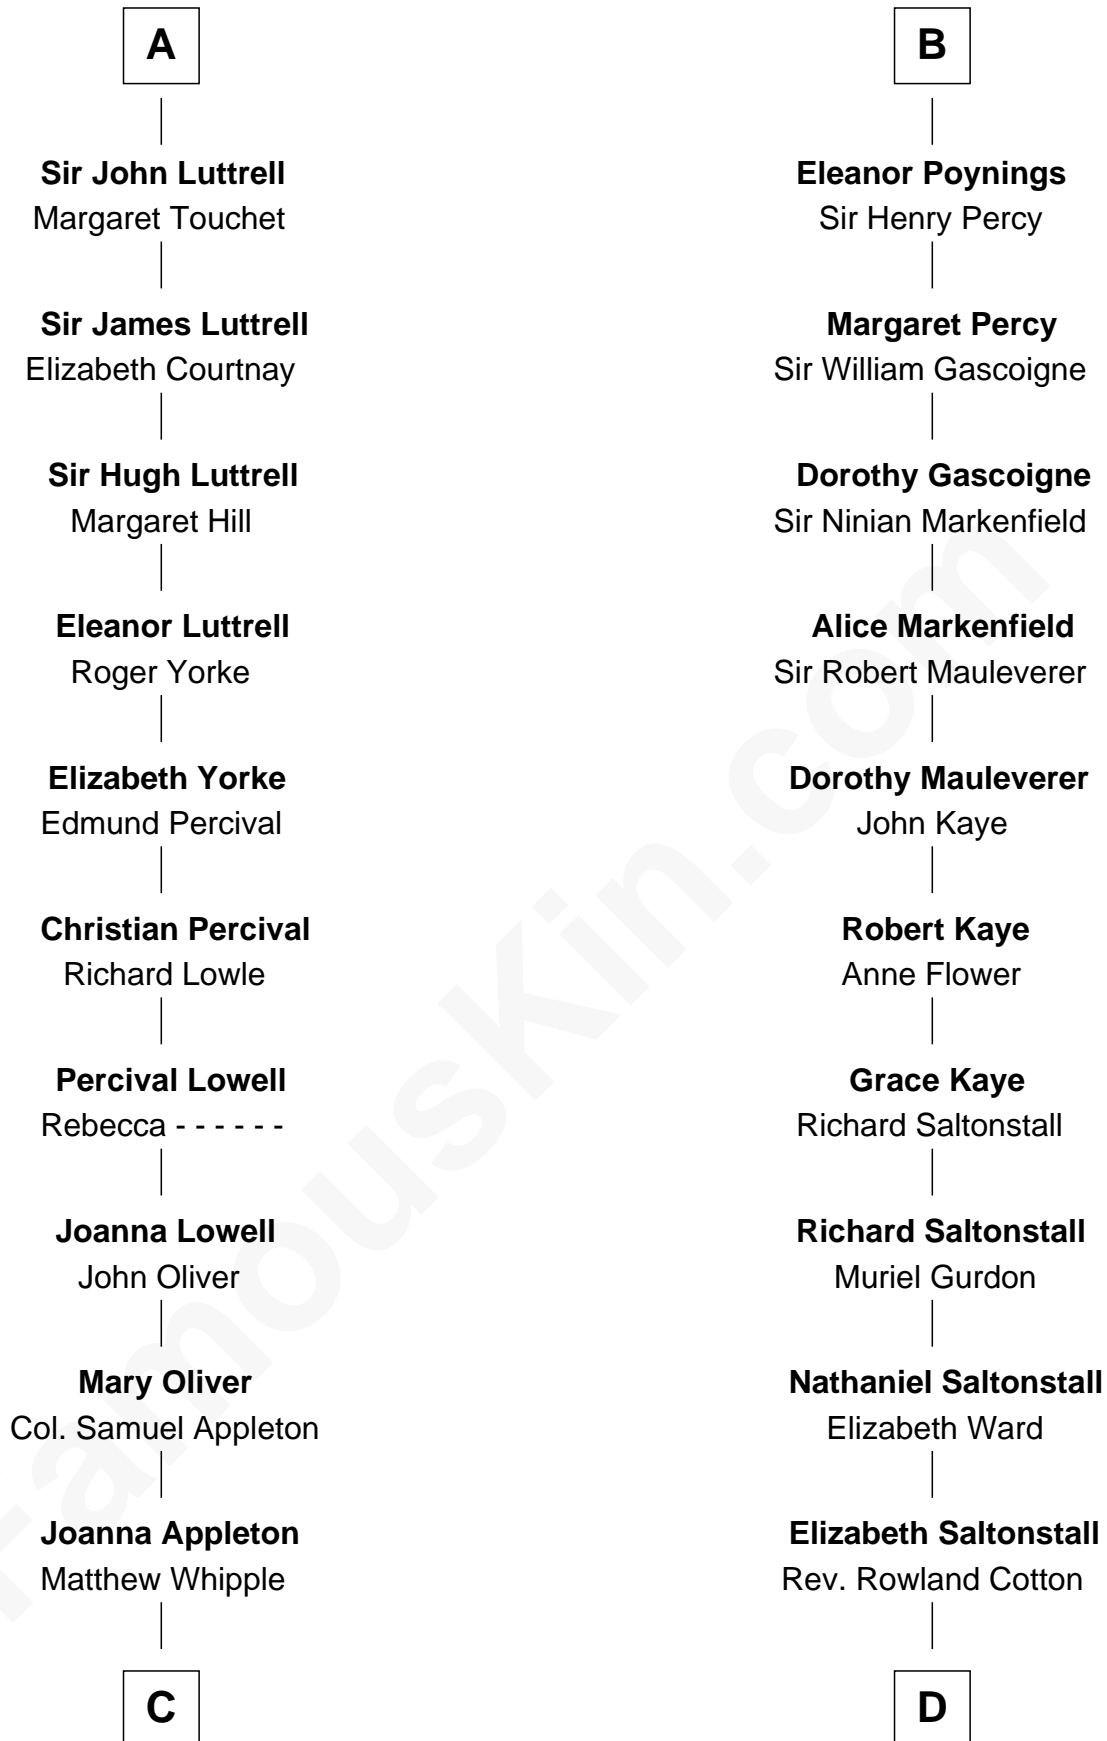 A
Sir John Luttrell
Margaret Touchet
Sir James Luttrell
Elizabeth Courtnay
Sir Hugh Luttrell
Margaret Hill
Eleanor Luttrell
Roger Yorke
Elizabeth Yorke
Edmund Percival
Christian Percival
Richard Lowle
Percival Lowell
Rebecca - - - - - -
Joanna Lowell
John Oliver
Mary Oliver
Col. Samuel Appleton
Joanna Appleton
Matthew Whipple
C
B
Eleanor Poynings
Sir Henry Percy
Margaret Percy
Sir William Gascoigne
Dorothy Gascoigne
Sir Ninian Markenfield
Alice Markenfield
Sir Robert Mauleverer
Dorothy Mauleverer
John Kaye
Robert Kaye
Anne Flower
Grace Kaye
Richard Saltonstall
Richard Saltonstall
Muriel Gurdon
Nathaniel Saltonstall
Elizabeth Ward
Elizabeth Saltonstall
Rev. Rowland Cotton
D
FamousKin.com